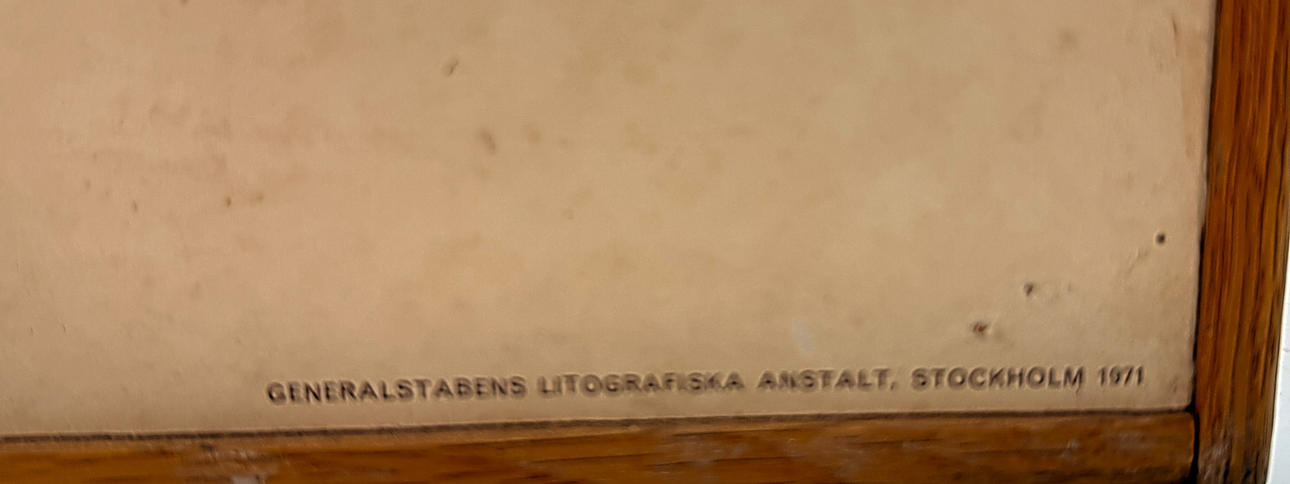 GENERALSTABENS LITOGRAFISKA ANSTALT, STOCKHOLM 1971